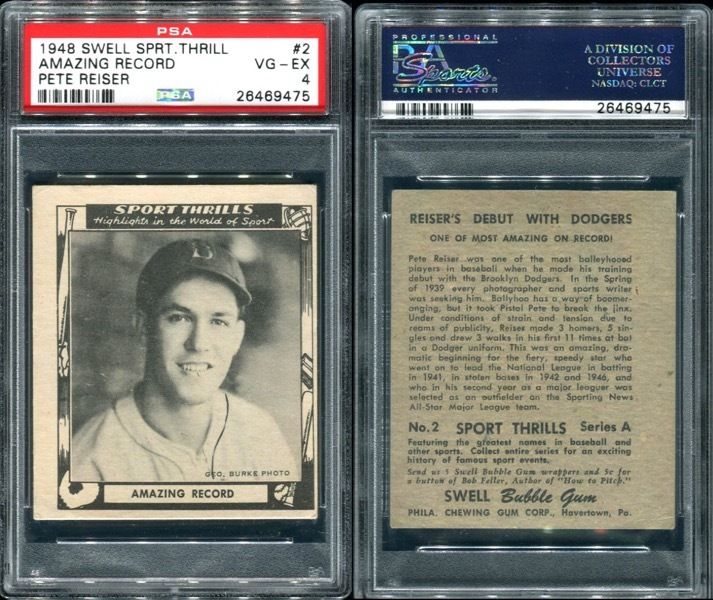 PSA
1948 SWELL SPRT.THRILL #2
AMAZING RECORD VG-EX
PETE REISER 4
PSA 26469475
SPORT THRILLS
Highlights in the World of Sport
B
GEO. BURKE PHOTO
AMAZING RECORD
PROFESSIONAL
PSA
Sports
AUTHENTICATOR
A DIVISION OF
COLLECTORS
UNIVERSE
NASDAQ: CLCT
26469475
REISER'S DEBUT WITH DODGERS
ONE OF MOST AMAZING ON RECORD!
Pete Reiser was one of the most balleyhooed
players in baseball when he made his training
debut with the Brooklyn Dodgers. In the Spring
of 1939 every photographer and sports writer
was seeking him. Ballyhoo has a way of boomer-
anging, but it took Pistol Pete to break the jinx.
Under conditions of strain and tension due to
reams of publicity, Reiser made 3 homers, 5 sin-
gles and drew 3 walks in his first 11 times at bat
in a Dodger uniform. This was an amazing, dra-
matic beginning for the fiery, speedy star who
went on to lead the National League in batting
in 1941, in stolen bases in 1942 and 1946, and
who in his second year as a major leaguer was
selected as an outfielder on the Sporting News
All-Star Major League team.
No. 2 SPORT THRILLS Series A
Featuring the greatest names in baseball and
other sports. Collect entire series for an exciting
history of famous sport events.
Send us 5 Swell Bubble Gum wrappers and 5c for
a button of Bob Feller, Author of "How to Pitch."
SWELL Bubble Gum
PHILA. CHEWING GUM CORP., Havertown, Pa.